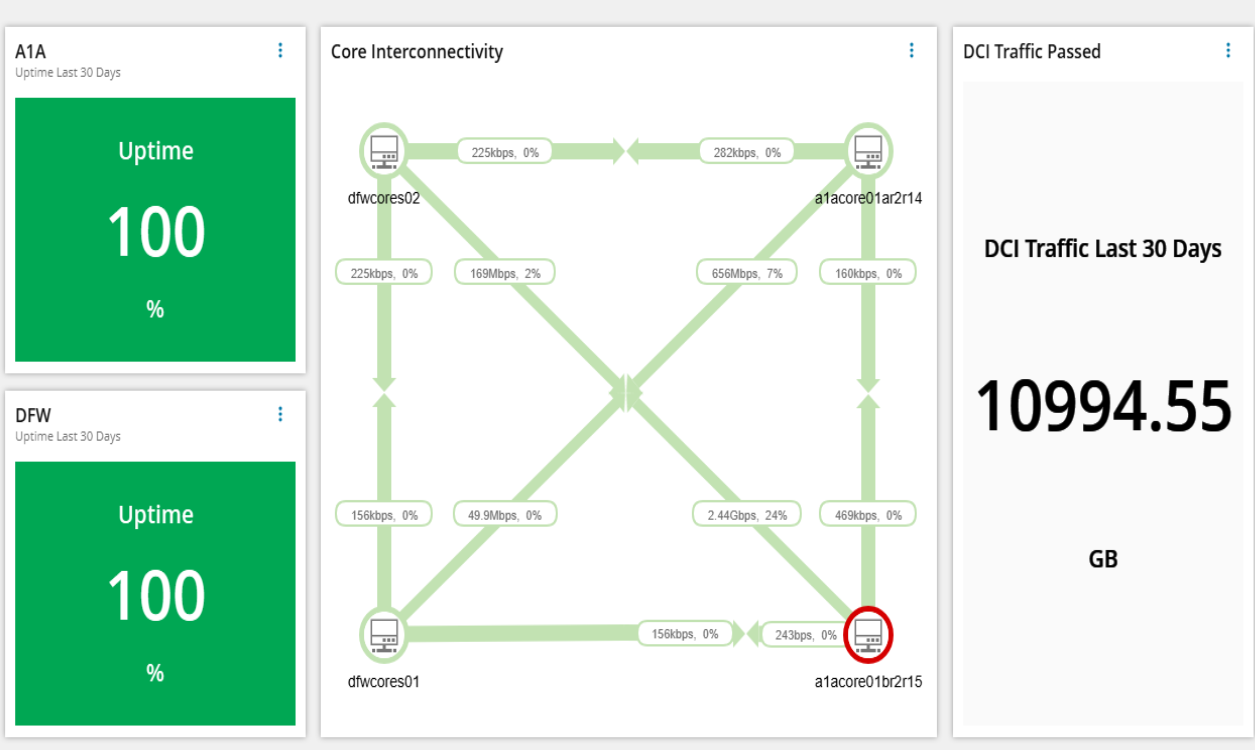 A1A
Uptime Last 30 Days
Uptime
100
%
DFW
Uptime Last 30 Days
Uptime
100
%
Core Interconnectivity
225kbps, 0%
282kbps, 0%
dfwcores02
a1acore01ar2r14
225kbps, 0%
169Mbps, 2%
656Mbps, 7%
160kbps, 0%
156kbps, 0%
49.9Mbps, 0%
2.44Gbps, 24%
469kbps, 0%
156kbps, 0%
243bps, 0%
dfwcores01
a1acore01br2r15
DCI Traffic Passed
DCI Traffic Last 30 Days
10994.55
GB